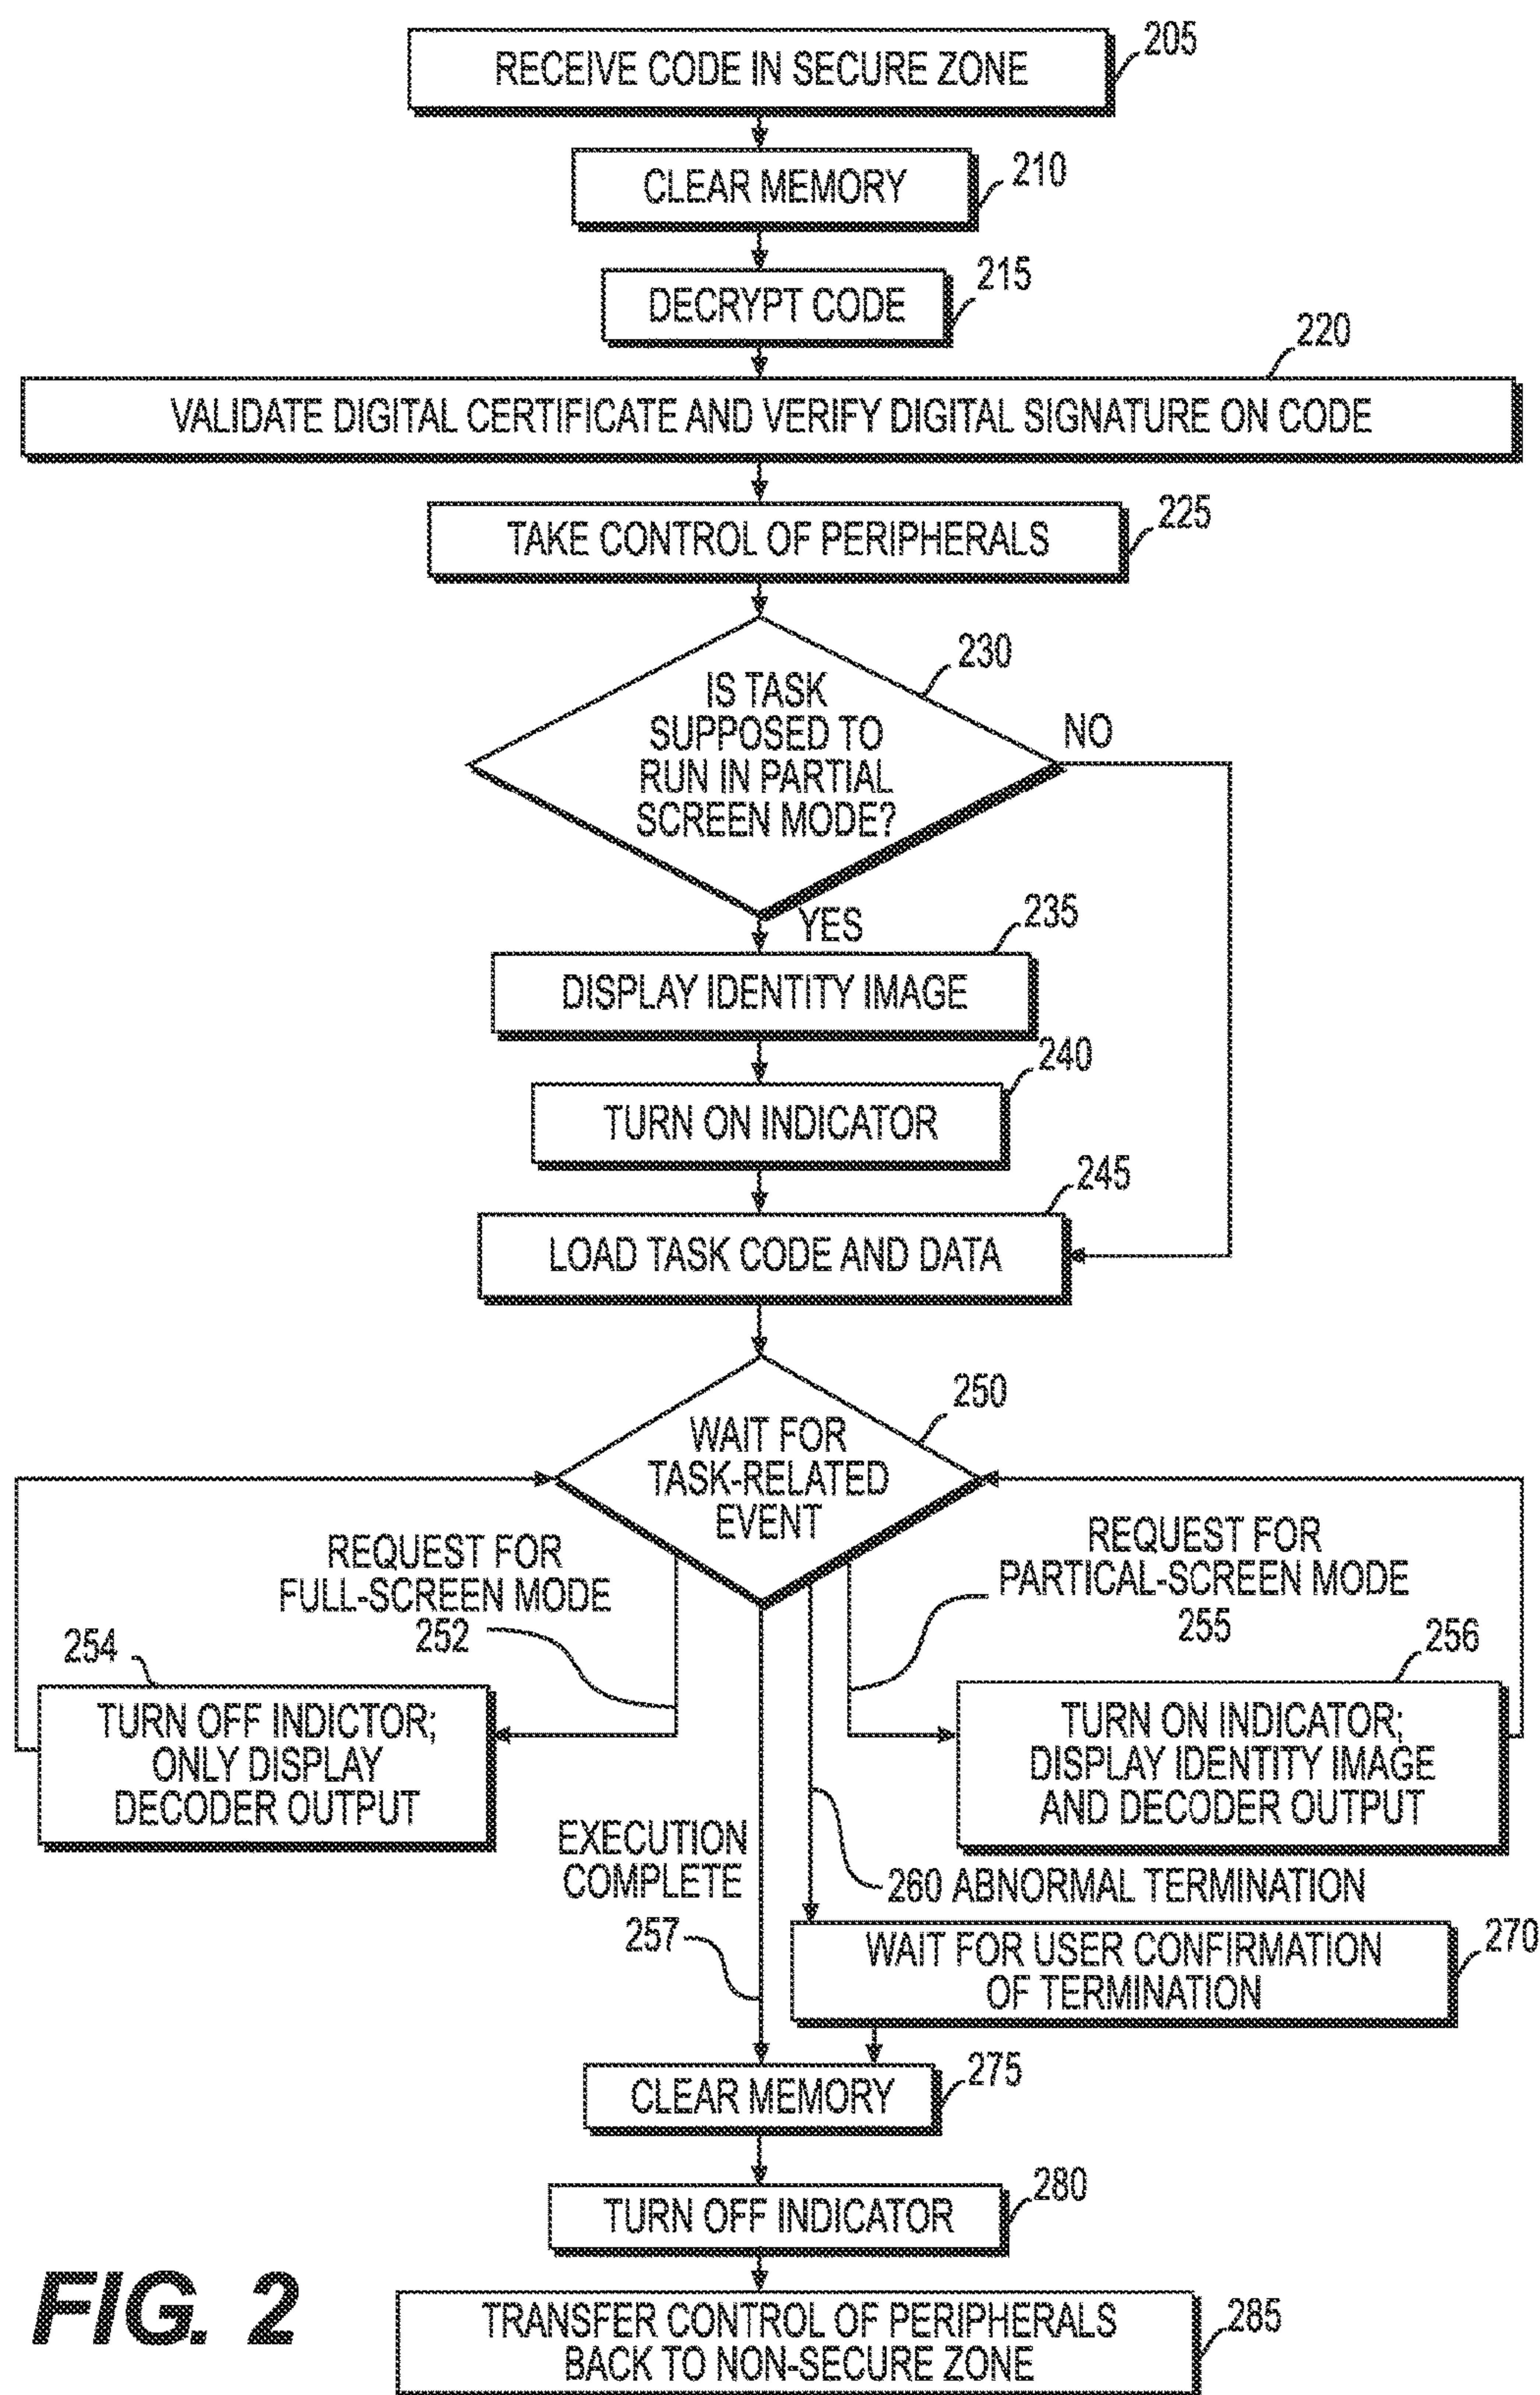 RECEIVE CODE IN SECURE ZONE
205
CLEAR MEMORY
210
DECRYPT CODE
215
220
VALIDATE DIGITAL CERTIFICATE AND VERIFY DIGITAL SIGNATURE ON CODE
TAKE CONTROL OF PERIPHERALS
225
230
IS TASK
SUPPOSED TO
RUN IN PARTIAL
SCREEN MODE?
NO
YES
235
DISPLAY IDENTITY IMAGE
240
TURN ON INDICATOR
245
LOAD TASK CODE AND DATA
250
WAIT FOR
TASK-RELATED
EVENT
REQUEST FOR
FULL-SCREEN MODE
252
REQUEST FOR
PARTICAL-SCREEN MODE
255
254
TURN OFF INDICTOR;
ONLY DISPLAY
DECODER OUTPUT
256
TURN ON INDICATOR;
DISPLAY IDENTITY IMAGE
AND DECODER OUTPUT
EXECUTION
COMPLETE
257
260 ABNORMAL TERMINATION
WAIT FOR USER CONFIRMATION
OF TERMINATION
270
CLEAR MEMORY
275
TURN OFF INDICATOR
280
TRANSFER CONTROL OF PERIPHERALS
BACK TO NON-SECURE ZONE
285
FIG. 2